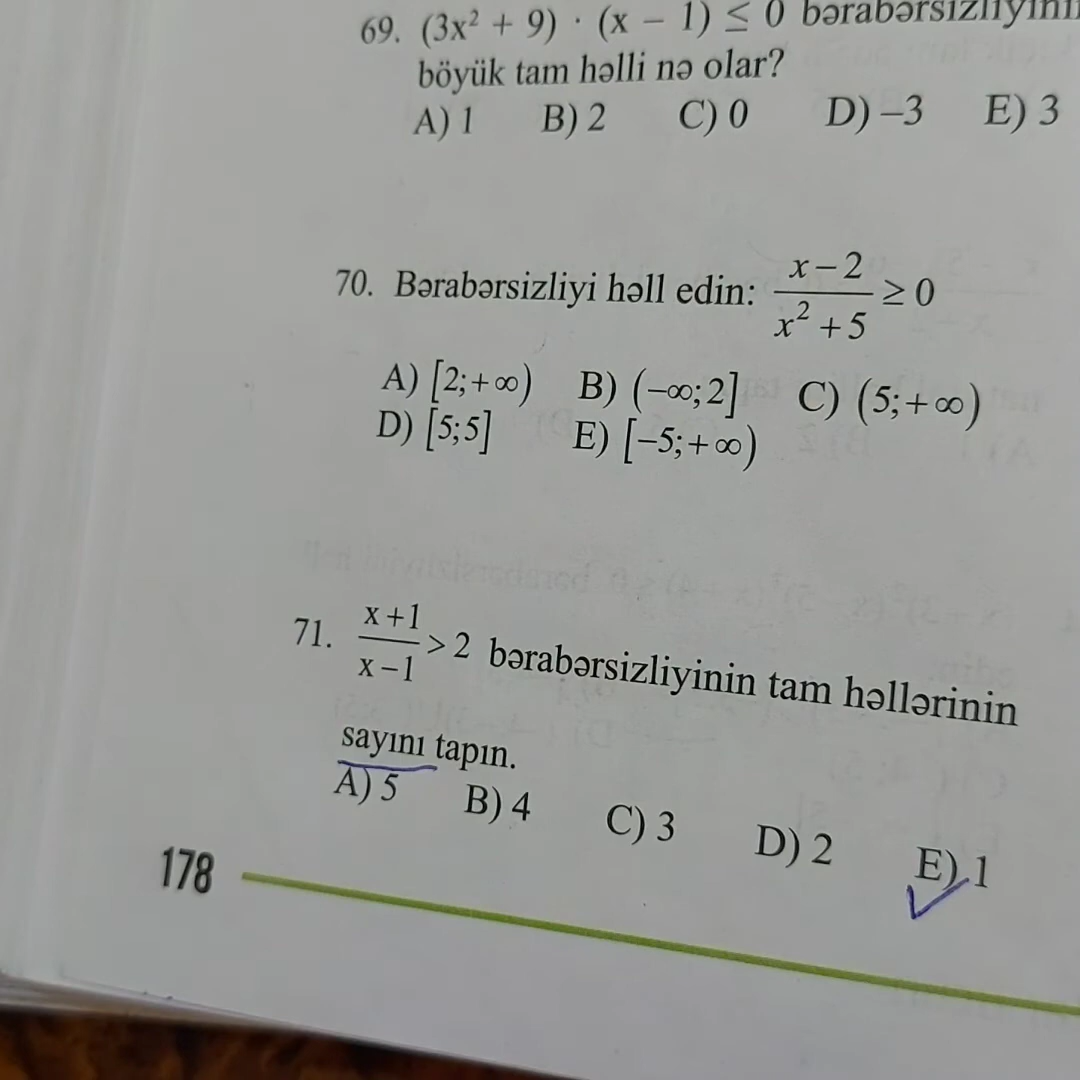 69. (3x² + 9) · (x – 1) ≤ 0 bərabərsizliyini
böyük tam həlli nə olar?
A) 1 B) 2 C) 0 D) –3 E) 3
70. Bərabərsizliyi həll edin: (x – 2)/(x² + 5) ≥ 0
A) [2;+∞) B) (–∞;2] C) (5;+∞)
D) [5;5] E) [–5;+∞)
71. (x+1)/(x–1) > 2 bərabərsizliyinin tam həllərinin
sayını tapın.
A) 5 B) 4 C) 3 D) 2 E) 1
178